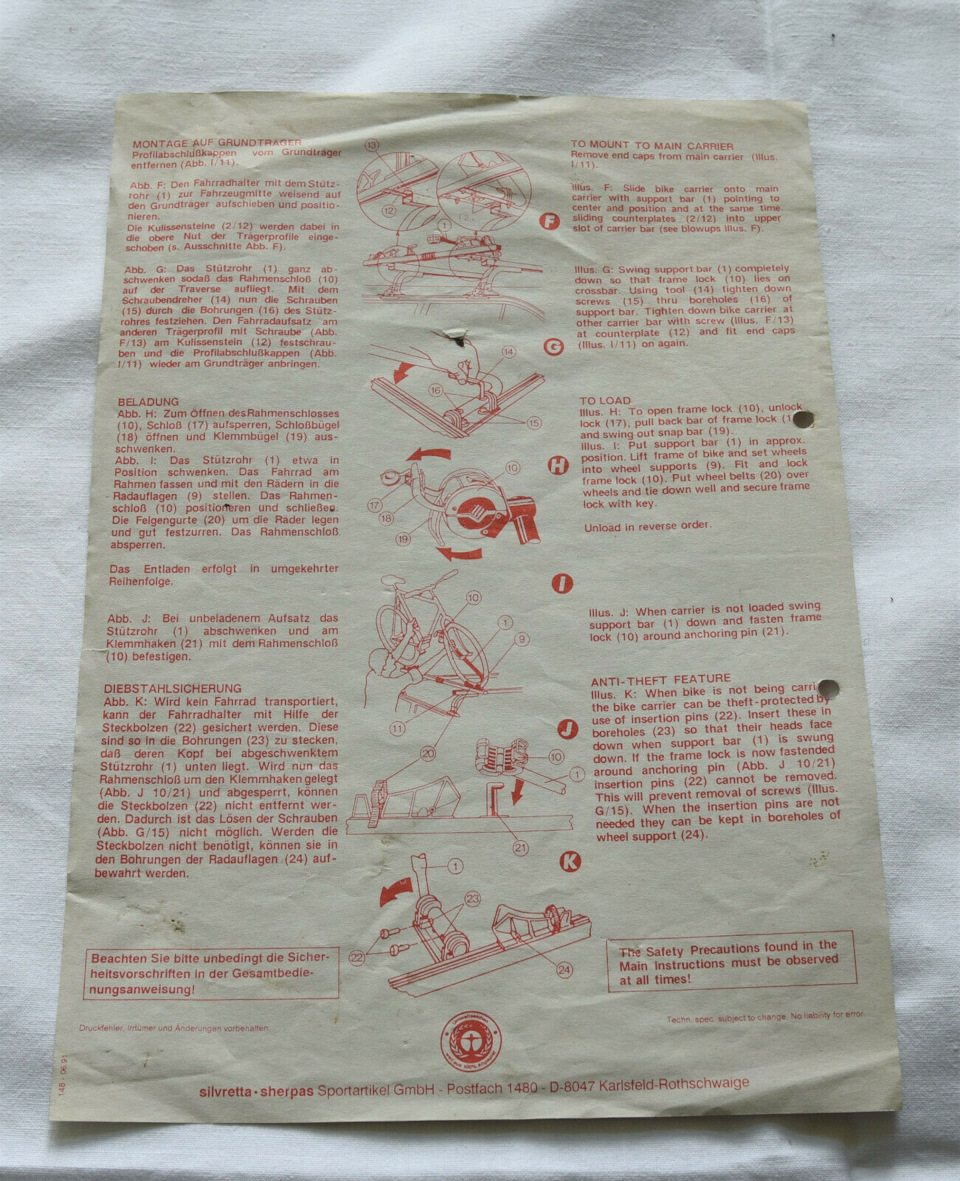 MONTAGE AUF GRUNDTRÄGER
Profilabschlußkappen vom Grundträger
entfernen (Abb. I/11).
Abb. F: Den Fahrradhalter mit dem Stütz-
rohr (1) zur Fahrzeugmitte weisend auf
den Grundträger aufschieben und positio-
nieren.
Die Kulissensteine (2/12) werden dabei in
die obere Nut der Trägerprofile einge-
schoben (s. Ausschnitte Abb. F).
Abb. G: Das Stützrohr (1) ganz ab-
schwenken sodaß das Rahmenschloß (10)
auf der Traverse aufliegt. Mit dem
Schraubendreher (14) nun die Schrauben
(15) durch die Bohrungen (16) des Stütz-
rohres festziehen. Den Fahrradaufsatz am
anderen Trägerprofil mit Schraube (Abb.
F/13) am Kulissenstein (12) festschrau-
ben und die Profilabschlußkappen (Abb.
I/11) wieder am Grundträger anbringen.
BELADUNG
Abb. H: Zum Öffnen des Rahmenschlosses
(10), Schloß (17) aufsperren, Schloßbügel
(18) öffnen und Klemmbügel (19) aus-
schwenken.
Abb. I: Das Stützrohr (1) etwa in
Position schwenken. Das Fahrrad am
Rahmen fassen und mit den Rädern in die
Radauflagen (9) stellen. Das Rahmen-
schloß (10) positionieren und schließen.
Die Felgengurte (20) um die Räder legen
und gut festzurren. Das Rahmenschloß
absperren.
Das Entladen erfolgt in umgekehrter
Reihenfolge.
Abb. J: Bei unbeladenem Aufsatz das
Stützrohr (1) abschwenken und am
Klemmhaken (21) mit dem Rahmenschloß
(10) befestigen.
DIEBSTAHLSICHERUNG
Abb. K: Wird kein Fahrrad transportiert,
kann der Fahrradhalter mit Hilfe der
Steckbolzen (22) gesichert werden. Diese
sind so in die Bohrungen (23) zu stecken,
daß deren Kopf bei abgeschwenktem
Stützrohr (1) unten liegt. Wird nun das
Rahmenschloß um den Klemmhaken gelegt
(Abb. J 10/21) und abgesperrt, können
die Steckbolzen (22) nicht entfernt wer-
den. Dadurch ist das Lösen der Schrauben
(Abb. G/15) nicht möglich. Werden die
Steckbolzen nicht benötigt, können sie in
den Bohrungen der Radauflagen (24) auf-
bewahrt werden.
Beachten Sie bitte unbedingt die Sicher-
heitsvorschriften in der Gesamtbedie-
nungsanweisung!
Druckfehler, Irrtümer und Änderungen vorbehalten.
14B - 06.91
13
12
1
F
G
14
16
15
H
10
17
18
19
I
10
1
9
11
J
20
10
1
21
K
1
23
22
24
TO MOUNT TO MAIN CARRIER
Remove end caps from main carrier (Illus.
I/11).
Illus. F: Slide bike carrier onto main
carrier with support bar (1) pointing to
center and position and at the same time
sliding counterplates (2/12) into upper
slot of carrier bar (see blowups Illus. F).
Illus. G: Swing support bar (1) completely
down so that frame lock (10) lies on
crossbar. Using tool (14) tighten down
screws (15) thru boreholes (16) of
support bar. Tighten down bike carrier at
other carrier bar with screw (Illus. F/13)
at counterplate (12) and fit end caps
(Illus. I/11) on again.
TO LOAD
Illus. H: To open frame lock (10), unlock
lock (17), pull back bar of frame lock
and swing out snap bar (19).
Illus. I: Put support bar (1) in approx.
position. Lift frame of bike and set wheels
into wheel supports (9). Fit and lock
frame lock (10). Put wheel belts (20) over
wheels and tie down well and secure frame
lock with key.
Unload in reverse order.
Illus. J: When carrier is not loaded swing
support bar (1) down and fasten frame
lock (10) around anchoring pin (21).
ANTI-THEFT FEATURE
Illus. K: When bike is not being
the bike carrier can be theft-protected by
use of insertion pins (22). Insert these in
boreholes (23) so that their heads face
down when support bar (1) is swung
down. If the frame lock is now fastended
around anchoring pin (Abb. J 10/21)
insertion pins (22) cannot be removed.
This will prevent removal of screws (Illus.
G/15). When the insertion pins are not
needed they can be kept in boreholes of
wheel support (24).
The Safety Precautions found in the
Main Instructions must be observed
at all times!
Techn. spec. subject to change. No liability for error.
silvretta · sherpas Sportartikel GmbH - Postfach 1480 - D-8047 Karlsfeld-Rothschwaige